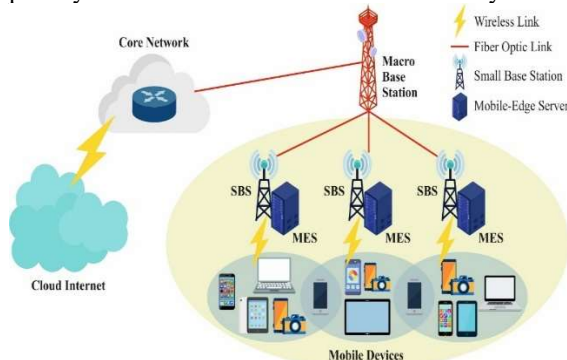 Wireless Link
Core Network
Fiber Optic Link
Macro
Base
Station
Small Base Station
Mobile-Edge Server
SBS
SBS
SBS
MES
MES
MES
Cloud Internet
Mobile Devices